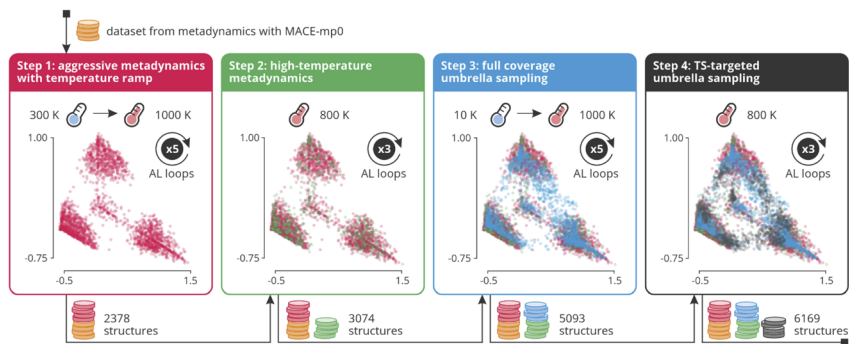 dataset from metadynamics with MACE-mp0
Step 1: aggressive metadynamics
with temperature ramp
300 K
1000 K
1.00
x5
AL loops
-0.75
-0.5
1.5
2378
structures
Step 2: high-temperature
metadynamics
800 K
1.00
x3
AL loops
-0.75
-0.5
1.5
3074
structures
Step 3: full coverage
umbrella sampling
10 K
1000 K
1.00
x5
AL loops
-0.75
-0.5
1.5
5093
structures
Step 4: TS-targeted
umbrella sampling
800 K
1.00
x3
AL loops
-0.75
-0.5
1.5
6169
structures